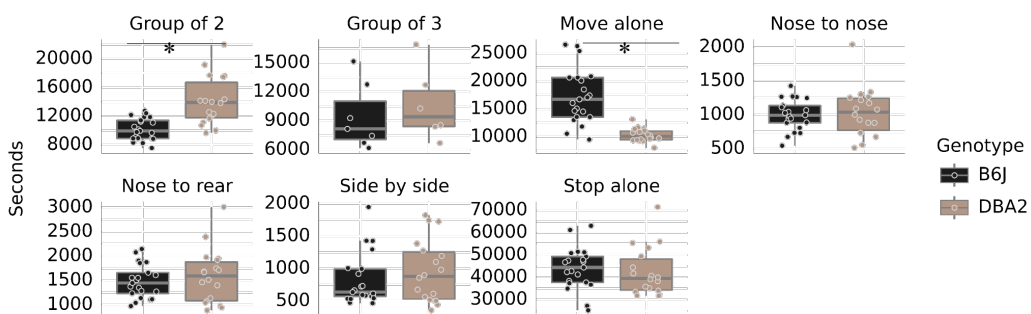 Group of 2
Group of 3
Move alone
Nose to nose
20000
16000
12000
8000
*
15000
12000
9000
6000
25000
20000
15000
10000
*
2000
1500
1000
500
Seconds
Genotype
B6J
DBA2
Nose to rear
Side by side
Stop alone
3000
2500
2000
1500
1000
2000
1500
1000
500
70000
60000
50000
40000
30000